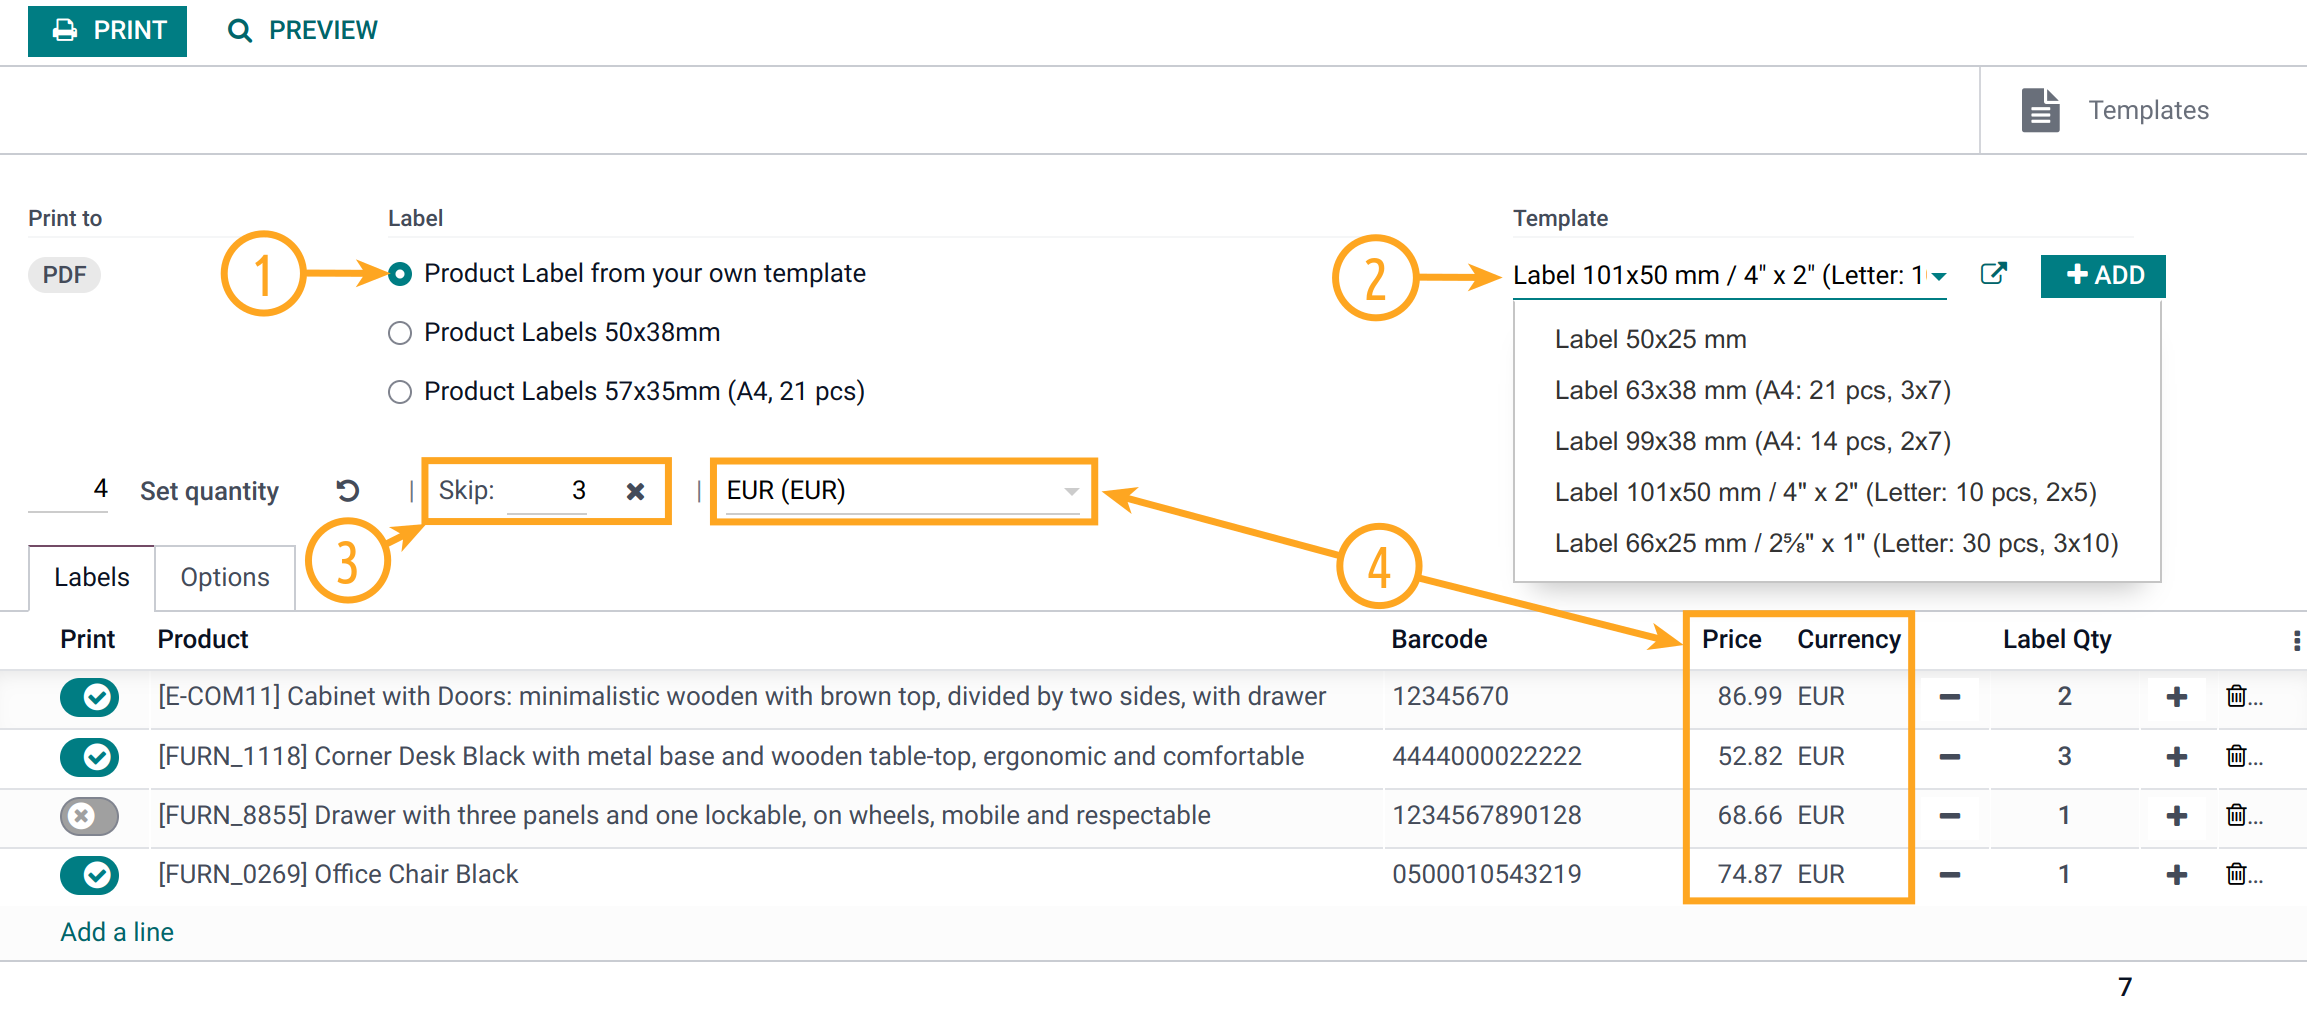 PRINT PREVIEW
Templates
Print to Label Template
1 PDF Product Label from your own template 2 Label 101x50 mm / 4" x 2" (Letter: 1 ADD
Product Labels 50x38mm
Product Labels 57x35mm (A4, 21 pcs)
Label 50x25 mm
Label 63x38 mm (A4: 21 pcs, 3x7)
Label 99x38 mm (A4: 14 pcs, 2x7)
Label 101x50 mm / 4" x 2" (Letter: 10 pcs, 2x5)
Label 66x25 mm / 2⅝" x 1" (Letter: 30 pcs, 3x10)
4 Set quantity | Skip: 3 | EUR (EUR)
3 4
Labels Options
Print Product Barcode Price Currency Label Qty
[E-COM11] Cabinet with Doors: minimalistic wooden with brown top, divided by two sides, with drawer 12345670 86.99 EUR 2 ...
[FURN_1118] Corner Desk Black with metal base and wooden table-top, ergonomic and comfortable 4444000022222 52.82 EUR 3 ...
[FURN_8855] Drawer with three panels and one lockable, on wheels, mobile and respectable 1234567890128 68.66 EUR 1 ...
[FURN_0269] Office Chair Black 0500010543219 74.87 EUR 1 ...
Add a line
7